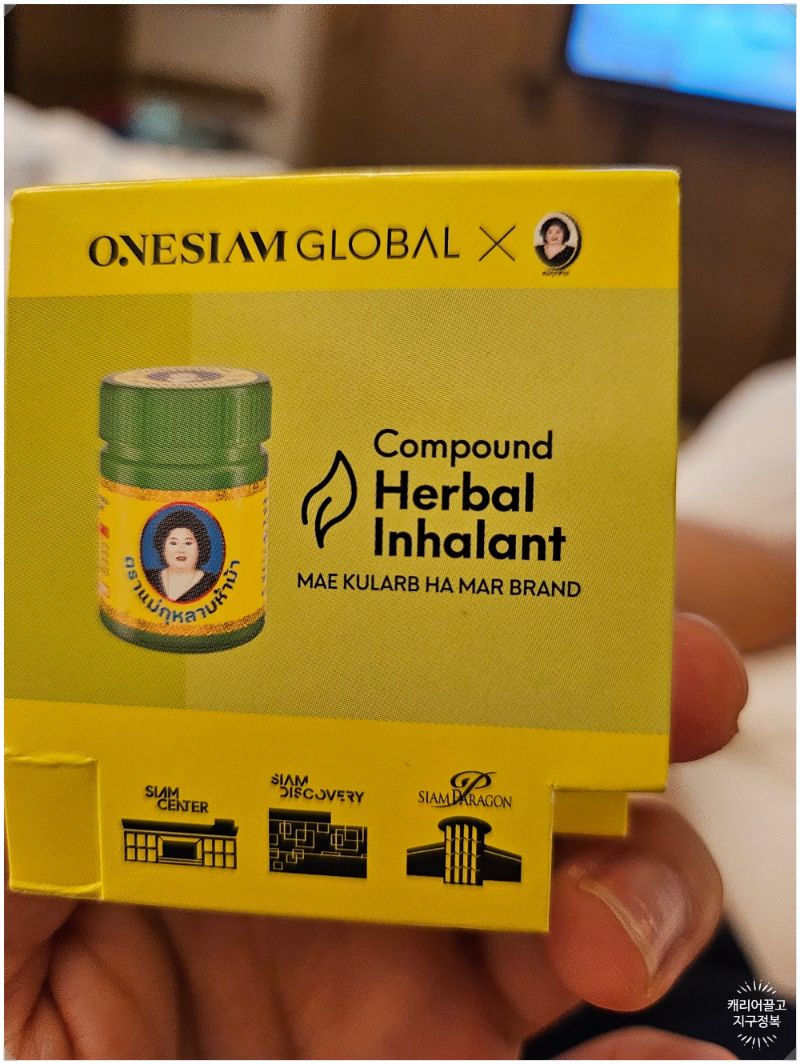 ONESIAM GLOBAL X
Compound
Herbal
Inhalant
MAE KULARB HA MAR BRAND
ตราแม่กุหลาบห้าม้า
SIAM
CENTER
SIAM
DISCOVERY
SIAM PARAGON
캐리어끌고
지구정복